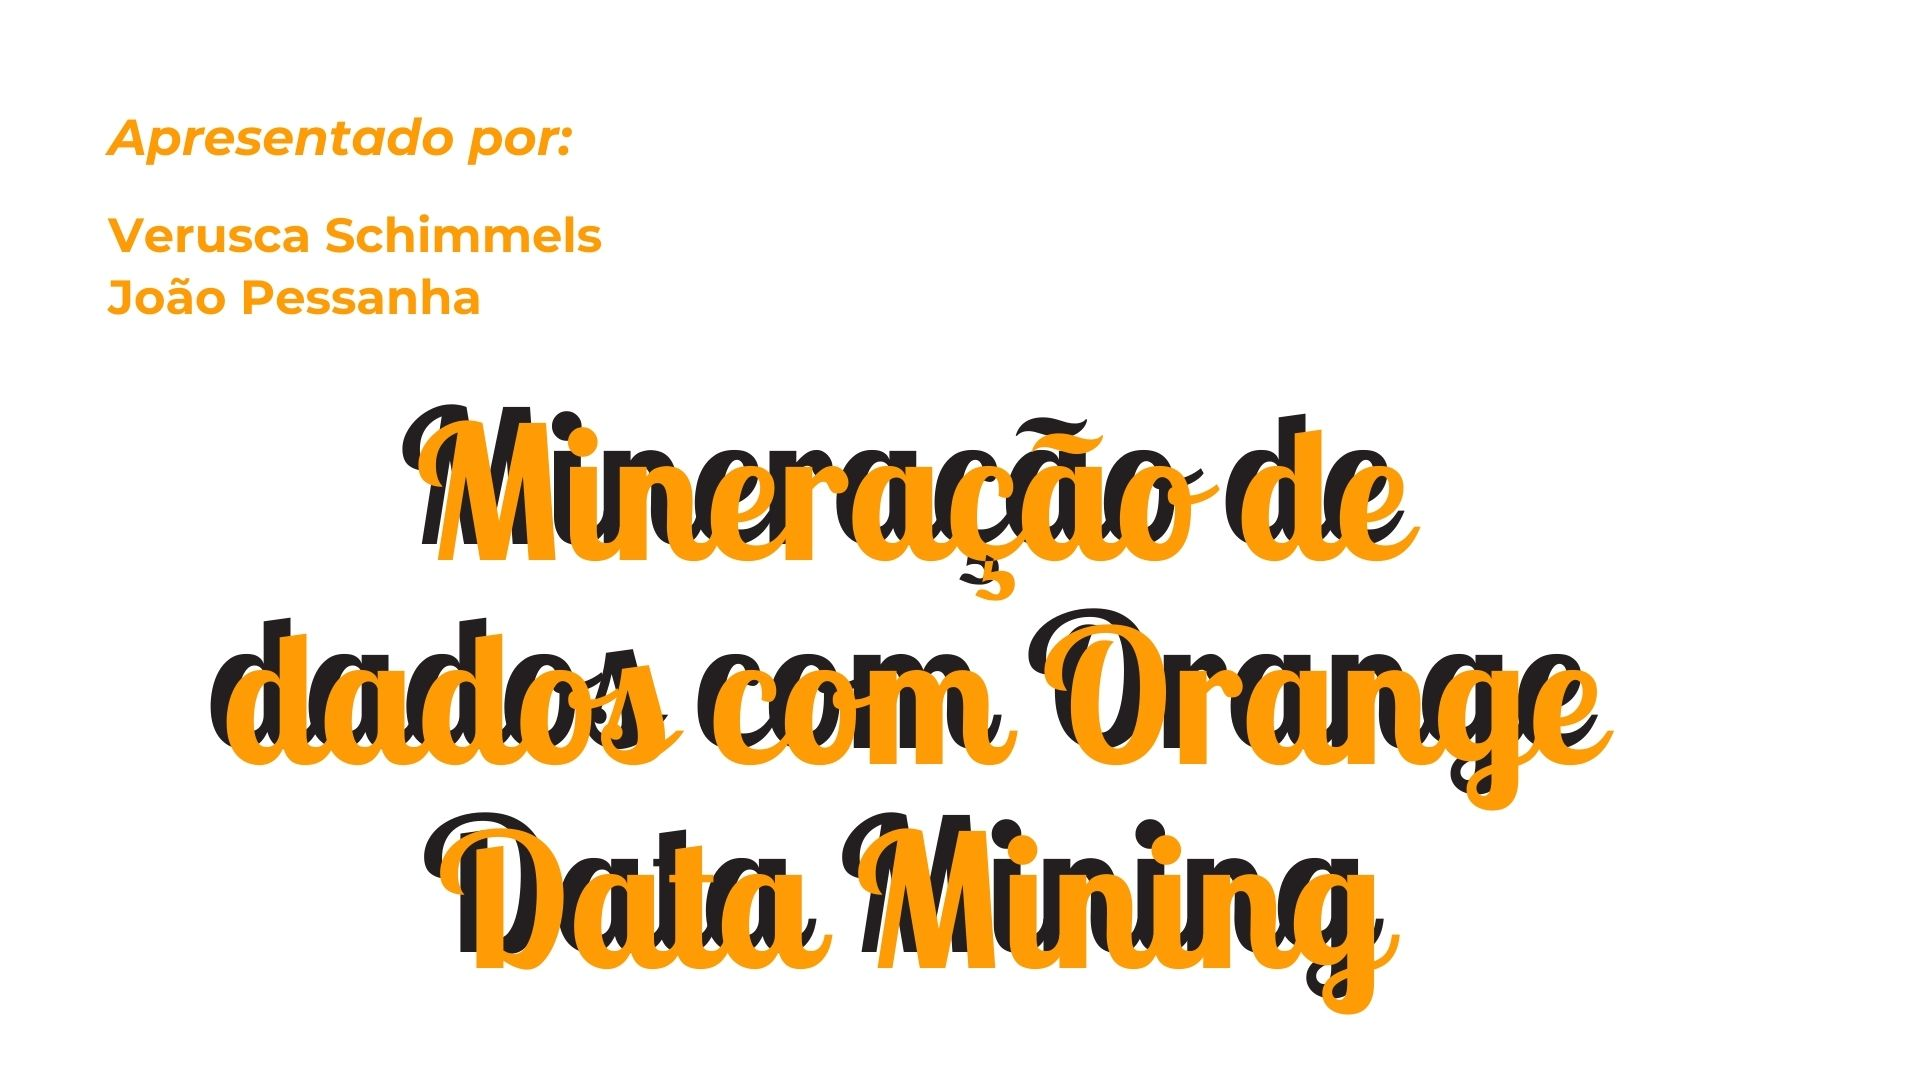 Apresentado por:
Verusca Schimmels
João Pessanha
Mineração de
dados com Orange
Data Mining